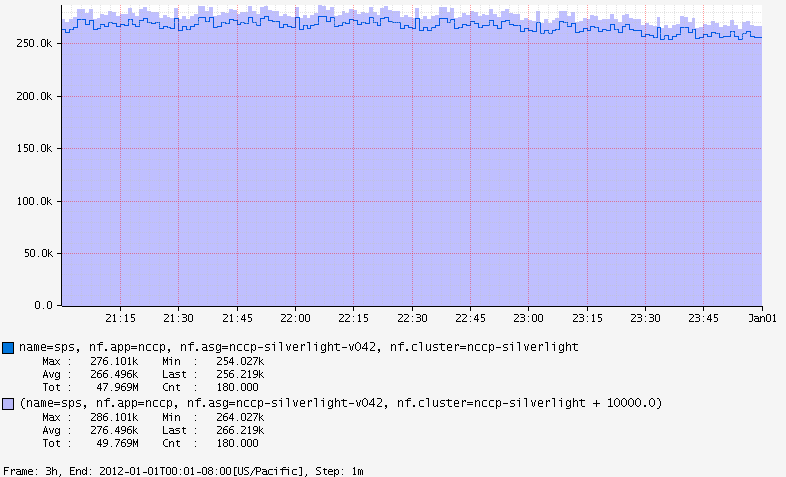 250.0k
200.0k
150.0k
100.0k
50.0k
0.0
21:15 21:30 21:45 22:00 22:15 22:30 22:45 23:00 23:15 23:30 23:45 Jan01
name=sps, nf.app=nccp, nf.asg=nccp-silverlight-v042, nf.cluster=nccp-silverlight
Max : 276.101k Min : 254.027k
Avg : 266.496k Last : 256.219k
Tot : 47.969M Cnt : 180.000
(name=sps, nf.app=nccp, nf.asg=nccp-silverlight-v042, nf.cluster=nccp-silverlight + 10000.0)
Max : 286.101k Min : 264.027k
Avg : 276.496k Last : 266.219k
Tot : 49.769M Cnt : 180.000
Frame: 3h, End: 2012-01-01T00:01-08:00[US/Pacific], Step: 1m